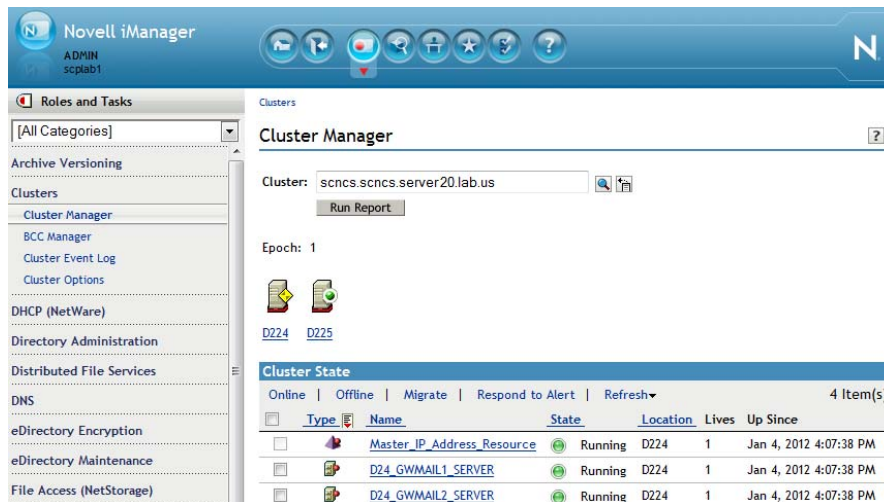 Novell iManager
ADMIN
scplab1
N
Roles and Tasks
[All Categories]
Archive Versioning
Clusters
Cluster Manager
BCC Manager
Cluster Event Log
Cluster Options
DHCP (NetWare)
Directory Administration
Distributed File Services
DNS
eDirectory Encryption
eDirectory Maintenance
File Access (NetStorage)
Clusters
Cluster Manager
?
Cluster: scncs.scncs.server20.lab.us
Run Report
Epoch: 1
D224 D225
Cluster State
Online | Offline | Migrate | Respond to Alert | Refresh 4 Item(s)
Type Name State Location Lives Up Since
Master_IP_Address_Resource Running D224 1 Jan 4, 2012 4:07:38 PM
D24_GWMAIL1_SERVER Running D224 1 Jan 4, 2012 4:07:38 PM
D24_GWMAIL2_SERVER Running D224 1 Jan 4, 2012 4:07:38 PM